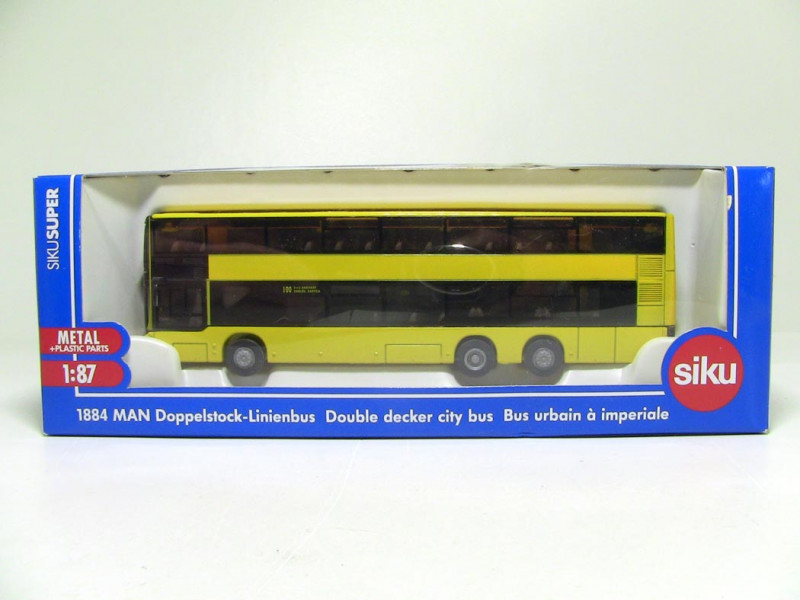 SIKUSUPER
100
METAL
+PLASTIC PARTS
1:87
siku
1884 MAN Doppelstock-Linienbus Double decker city bus Bus urbain à imperiale